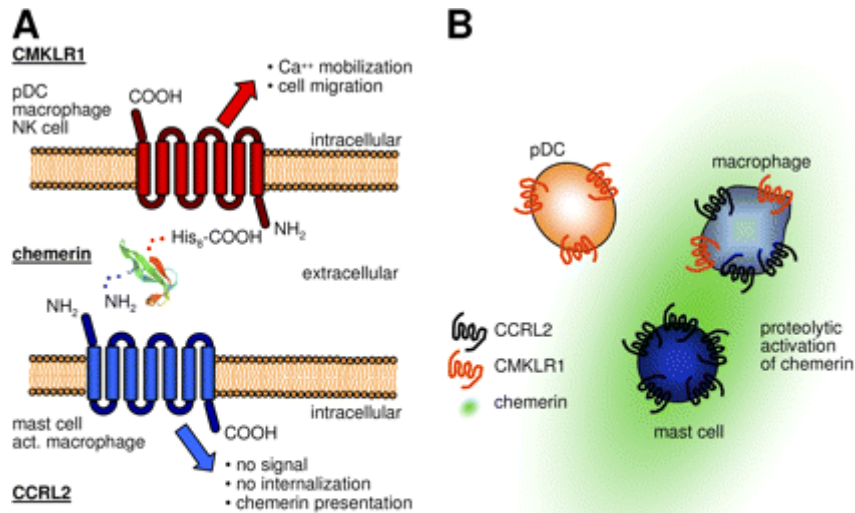 A
CMKLR1
pDC
macrophage
NK cell
COOH
• Ca++ mobilization
• cell migration
intracellular
NH2
His6-COOH
chemerin
extracellular
NH2
NH2
intracellular
mast cell
act. macrophage
COOH
• no signal
• no internalization
• chemerin presentation
CCRL2
B
pDC
macrophage
CCRL2
CMKLR1
chemerin
proteolytic
activation
of chemerin
mast cell